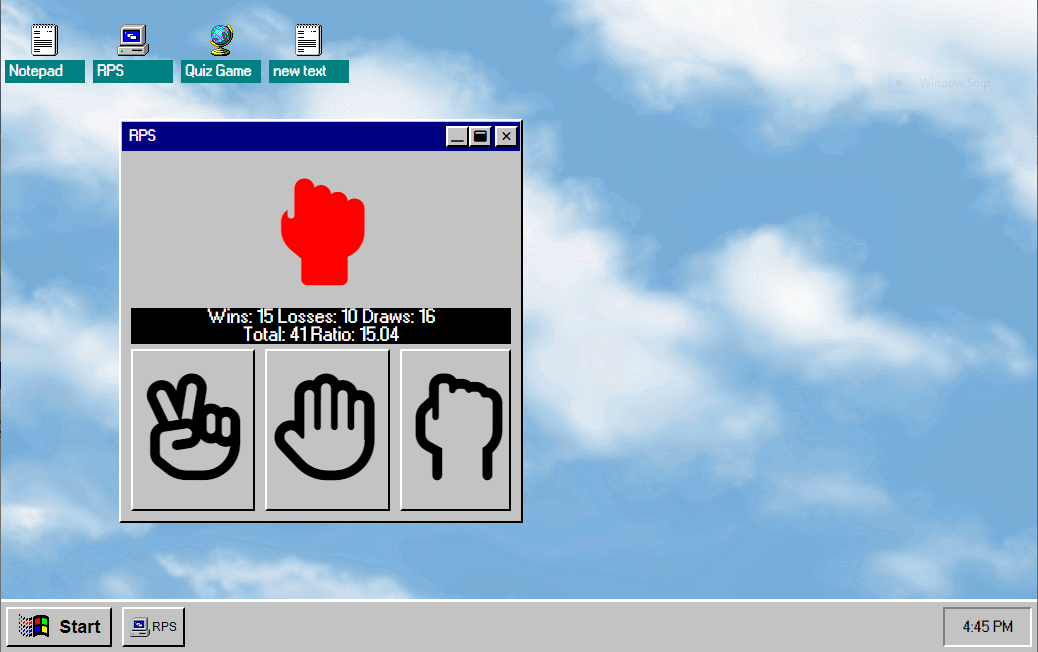 Notepad
RPS
Quiz Game
new text
Window Snip
RPS
Wins: 15 Losses: 10 Draws: 16
Total: 41 Ratio: 15.04
Start
RPS
4:45 PM